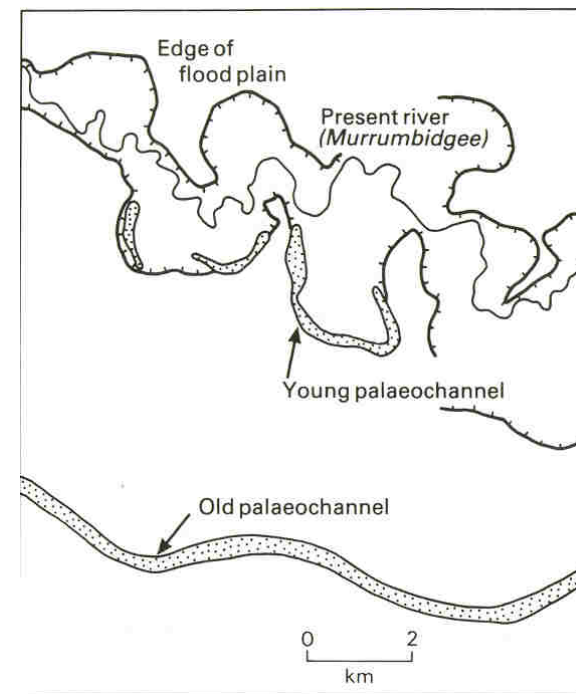 Edge of
flood plain
Present river
(Murrumbidgee)
Young palaeochannel
Old palaeochannel
0 2
km